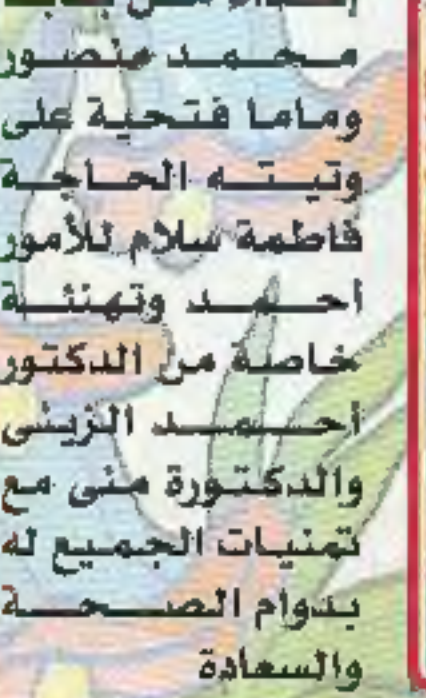 محمد منصور
وماما فتحية على
وتيته الحاجة
فاطمة سلام للأمور
أحمد وتهنئة
خاصة من الدكتور
أحمد الزينى
والدكتورة منى مع
تمنيات الجميع له
بدوام الصحة
والسعادة